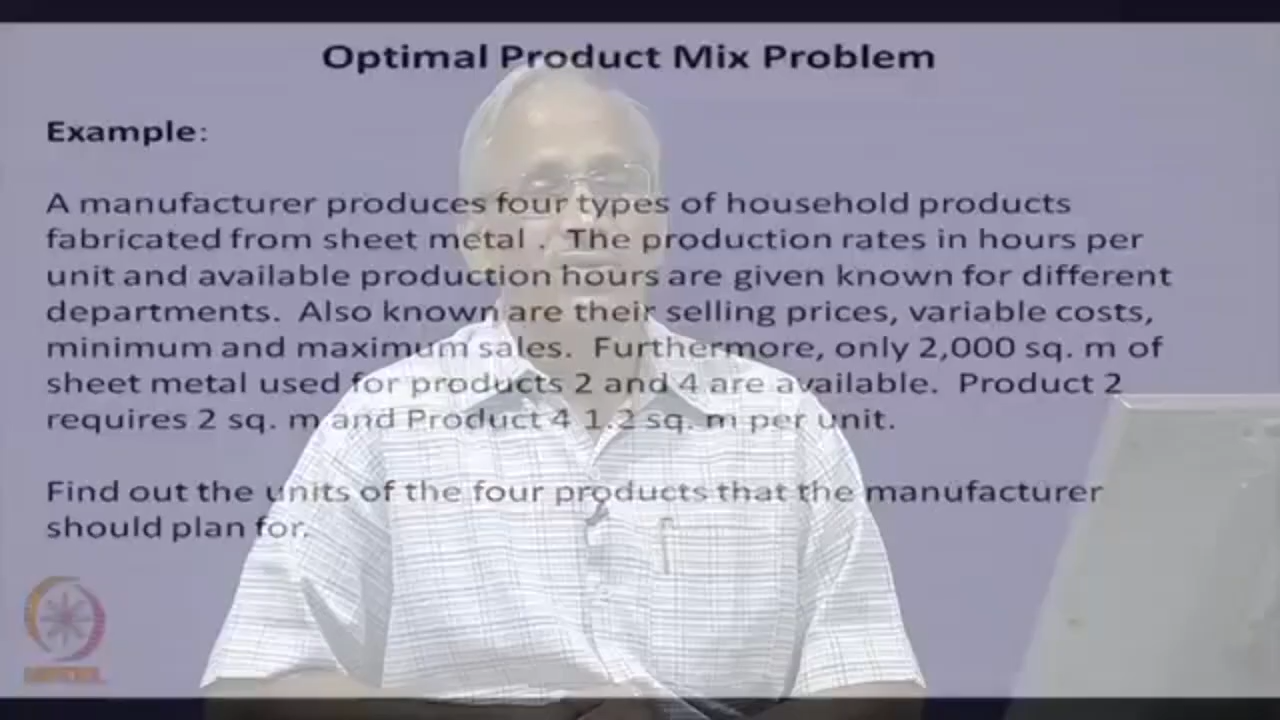 Optimal Product Mix Problem
Example:
A manufacturer produces four types of household products
fabricated from sheet metal . The production rates in hours per
unit and available production hours are given known for different
departments. Also known are their selling prices, variable costs,
minimum and maximum sales. Furthermore, only 2,000 sq. m of
sheet metal used for products 2 and 4 are available. Product 2
requires 2 sq. m and Product 4 1.2 sq. m per unit.
Find out the units of the four products that the manufacturer
should plan for.